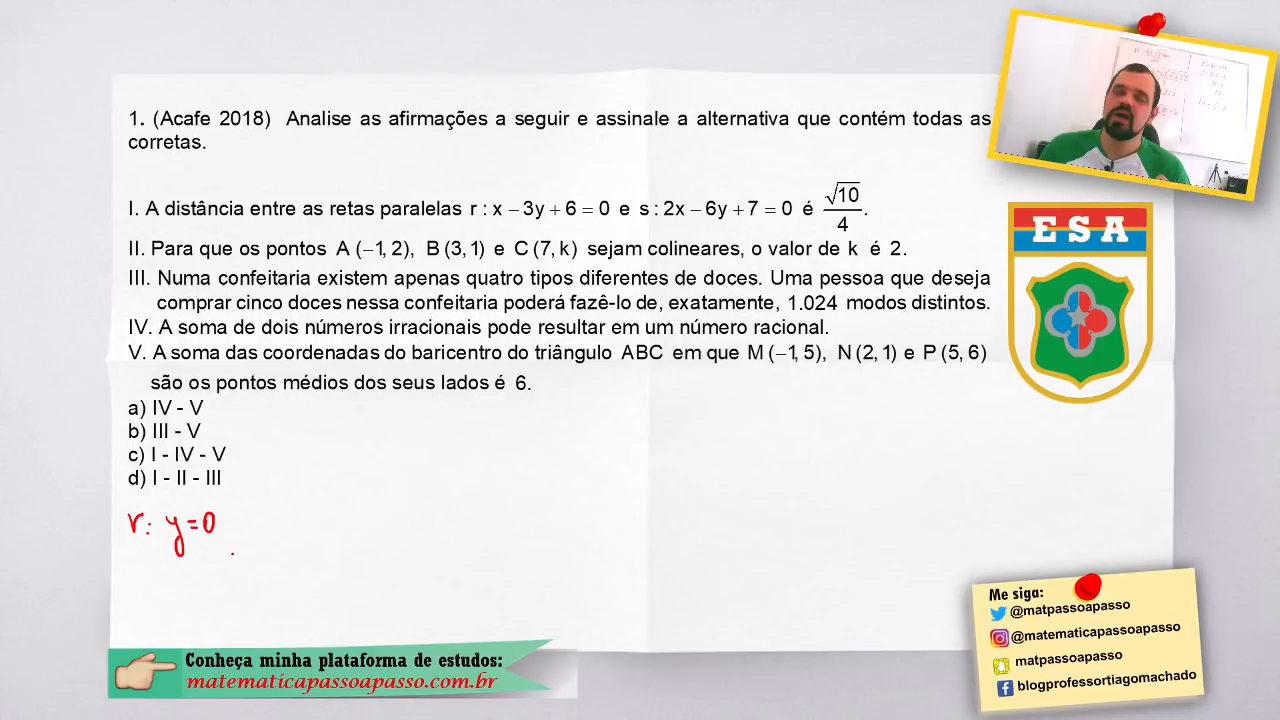 1. (Acafe 2018) Analise as afirmações a seguir e assinale a alternativa que contém todas as
corretas.
I. A distância entre as retas paralelas r : x − 3y + 6 = 0 e s : 2x − 6y + 7 = 0 é √10/4.
II. Para que os pontos A (−1, 2), B (3, 1) e C (7, k) sejam colineares, o valor de k é 2.
III. Numa confeitaria existem apenas quatro tipos diferentes de doces. Uma pessoa que deseja
comprar cinco doces nessa confeitaria poderá fazê-lo de, exatamente, 1.024 modos distintos.
IV. A soma de dois números irracionais pode resultar em um número racional.
V. A soma das coordenadas do baricentro do triângulo ABC em que M (−1, 5), N (2, 1) e P (5, 6)
são os pontos médios dos seus lados é 6.
a) IV - V
b) III - V
c) I - IV - V
d) I - II - III
r: y=0
ESA
Me siga:
@matpassoapasso
@matematicapassoapasso
matpassoapasso
blogprofessortiagomachado
Conheça minha plataforma de estudos:
matematicapassoapasso.com.br